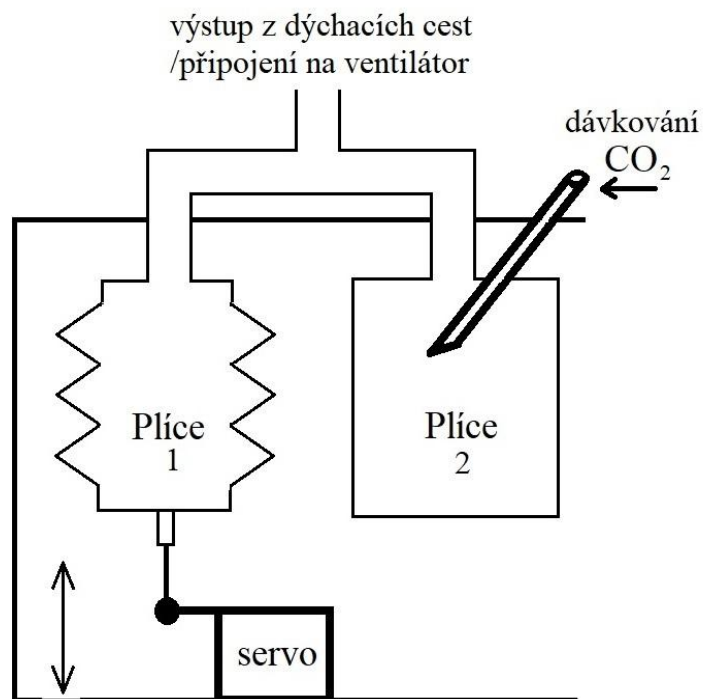 výstup z dýchacích cest
/připojení na ventilátor
dávkování
CO₂
Plíce
1
Plíce
2
servo